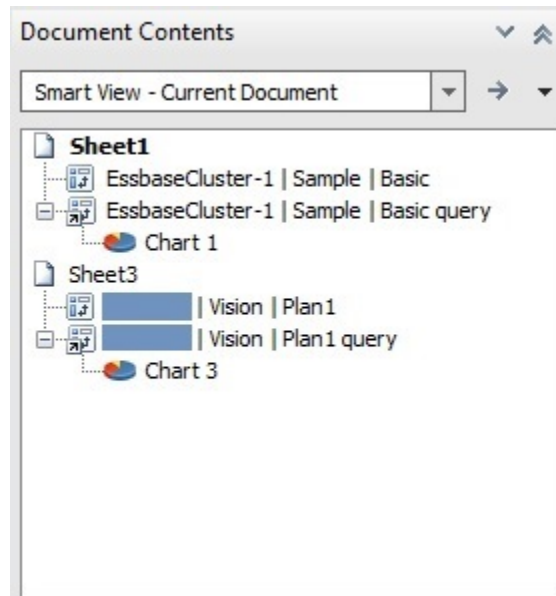 Document Contents
Smart View - Current Document
Sheet1
EssbaseCluster-1 | Sample | Basic
EssbaseCluster-1 | Sample | Basic query
Chart 1
Sheet3
| Vision | Plan1
| Vision | Plan1 query
Chart 3